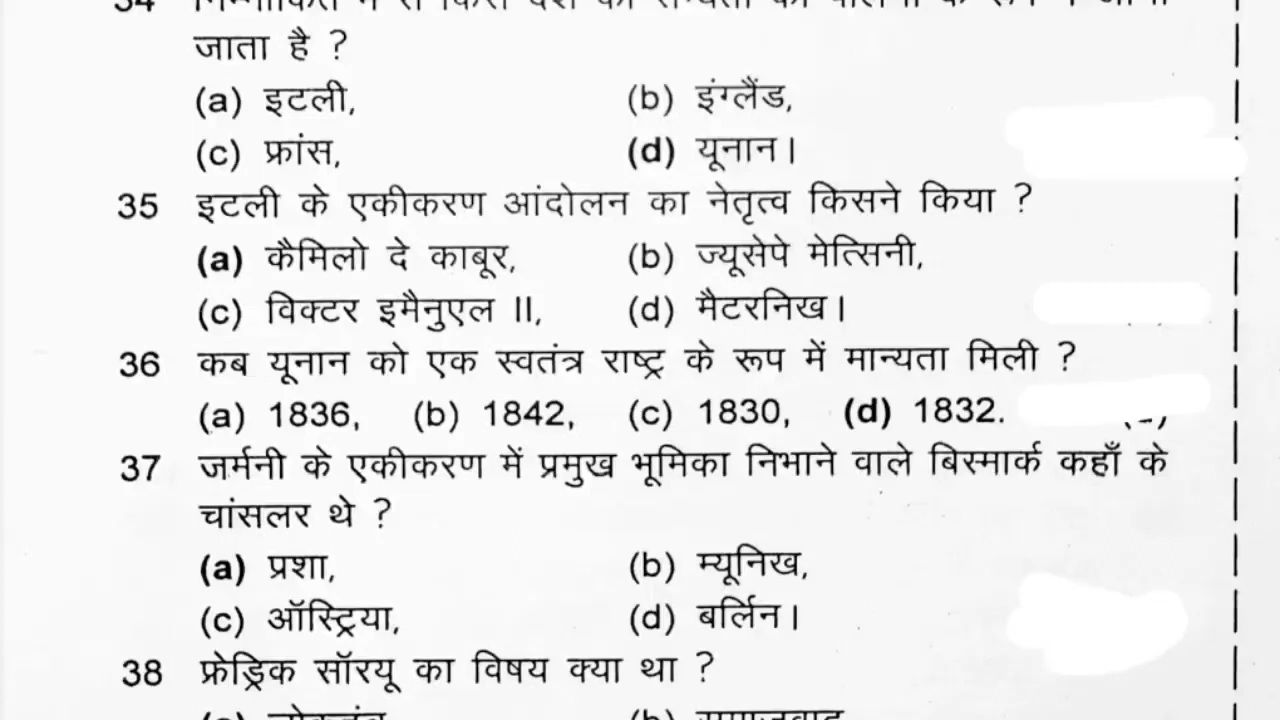 जाता है ?
(a) इटली, (b) इंग्लैंड,
(c) फ्रांस, (d) यूनान।
35 इटली के एकीकरण आंदोलन का नेतृत्व किसने किया ?
(a) कैमिलो दे काबूर, (b) ज्यूसेपे मेत्सिनी,
(c) विक्टर इमैनुएल II, (d) मैटरनिख।
36 कब यूनान को एक स्वतंत्र राष्ट्र के रूप में मान्यता मिली ?
(a) 1836, (b) 1842, (c) 1830, (d) 1832.
37 जर्मनी के एकीकरण में प्रमुख भूमिका निभाने वाले बिस्मार्क कहाँ के
चांसलर थे ?
(a) प्रशा, (b) म्यूनिख,
(c) ऑस्ट्रिया, (d) बर्लिन।
38 फ्रेड्रिक सॉरयू का विषय क्या था ?